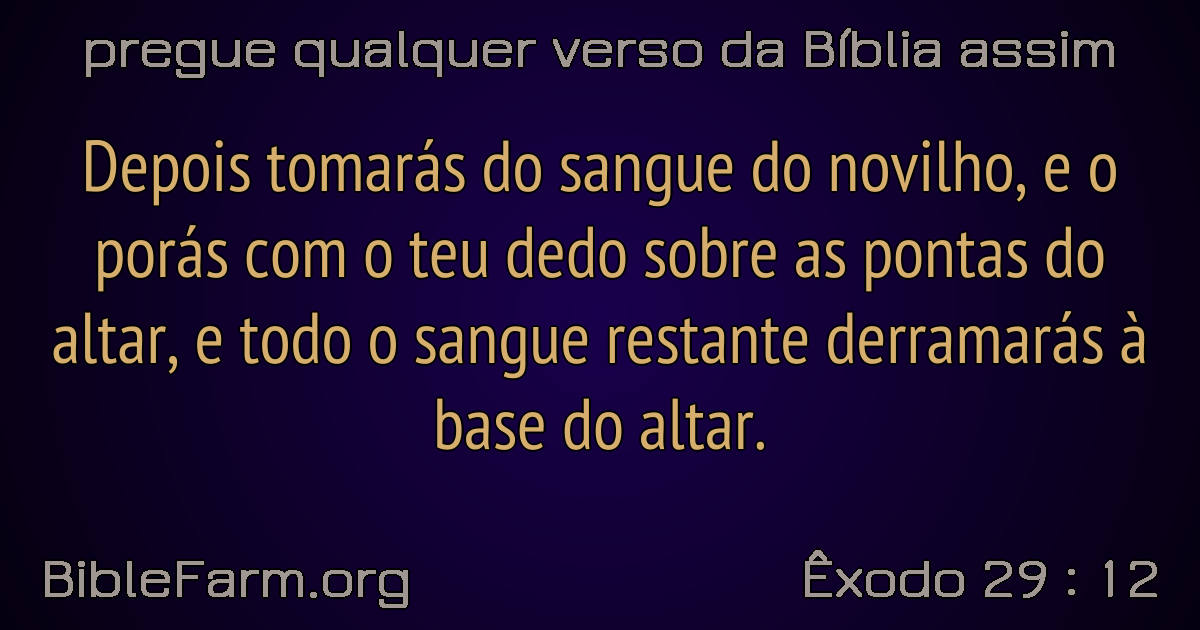 pregue qualquer verso da Bíblia assim
Depois tomarás do sangue do novilho, e o
porás com o teu dedo sobre as pontas do
altar, e todo o sangue restante derramarás à
base do altar.
BibleFarm.org
Êxodo 29 : 12